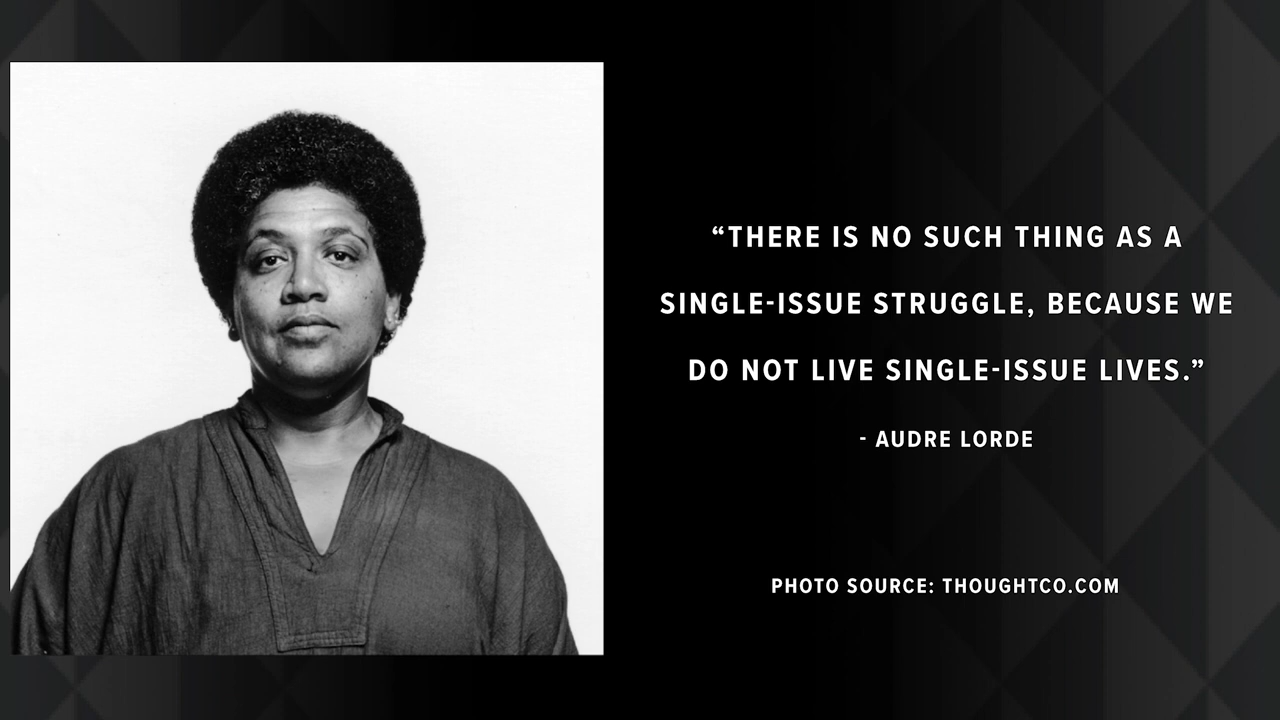 “THERE IS NO SUCH THING AS A
SINGLE-ISSUE STRUGGLE, BECAUSE WE
DO NOT LIVE SINGLE-ISSUE LIVES.”
- AUDRE LORDE
PHOTO SOURCE: THOUGHTCO.COM